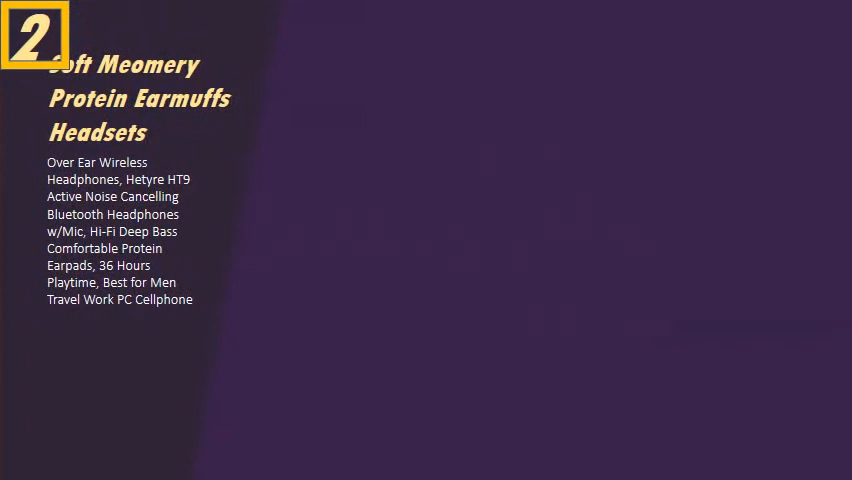 2
Soft Meomery
Protein Earmuffs
Headsets
Over Ear Wireless
Headphones, Hetyre HT9
Active Noise Cancelling
Bluetooth Headphones
w/Mic, Hi-Fi Deep Bass
Comfortable Protein
Earpads, 36 Hours
Playtime, Best for Men
Travel Work PC Cellphone